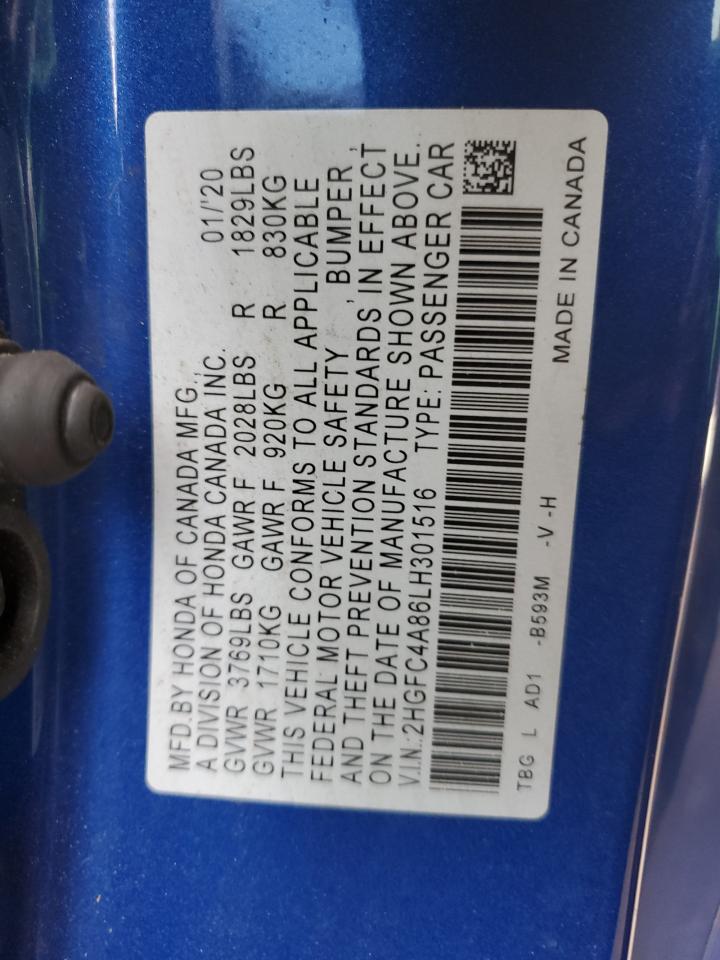 MFD.BY HONDA OF CANADA MFG., 01/'20
A DIVISION OF HONDA CANADA INC.
GVWR 3769LBS GAWR F 2028LBS R 1829LBS
GVWR 1710KG GAWR F 920KG R 830KG
THIS VEHICLE CONFORMS TO ALL APPLICABLE
FEDERAL MOTOR VEHICLE SAFETY , BUMPER ,
AND THEFT PREVENTION STANDARDS IN EFFECT
ON THE DATE OF MANUFACTURE SHOWN ABOVE.
V.I.N.:2HGFC4A86LH301516 TYPE: PASSENGER CAR
TBG L AD1 -B593M -V -H MADE IN CANADA